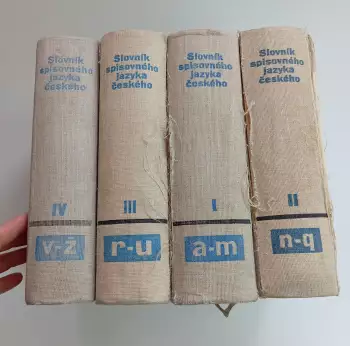 Slovník
spisovného
jazyka
českého
IV
v-ž
Slovník
spisovného
jazyka
českého
III
r-u
Slovník
spisovného
jazyka
českého
I
a-m
Slovník
spisovného
jazyka
českého
II
n-q